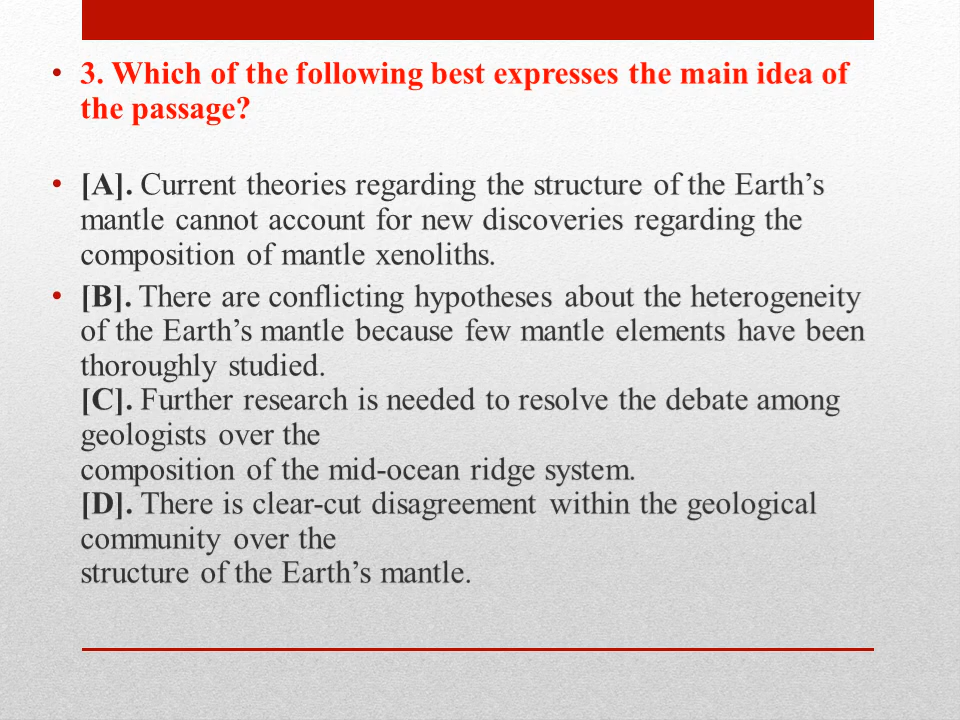 • 3. Which of the following best expresses the main idea of
the passage?
• [A]. Current theories regarding the structure of the Earth’s
mantle cannot account for new discoveries regarding the
composition of mantle xenoliths.
• [B]. There are conflicting hypotheses about the heterogeneity
of the Earth’s mantle because few mantle elements have been
thoroughly studied.
[C]. Further research is needed to resolve the debate among
geologists over the
composition of the mid-ocean ridge system.
[D]. There is clear-cut disagreement within the geological
community over the
structure of the Earth’s mantle.